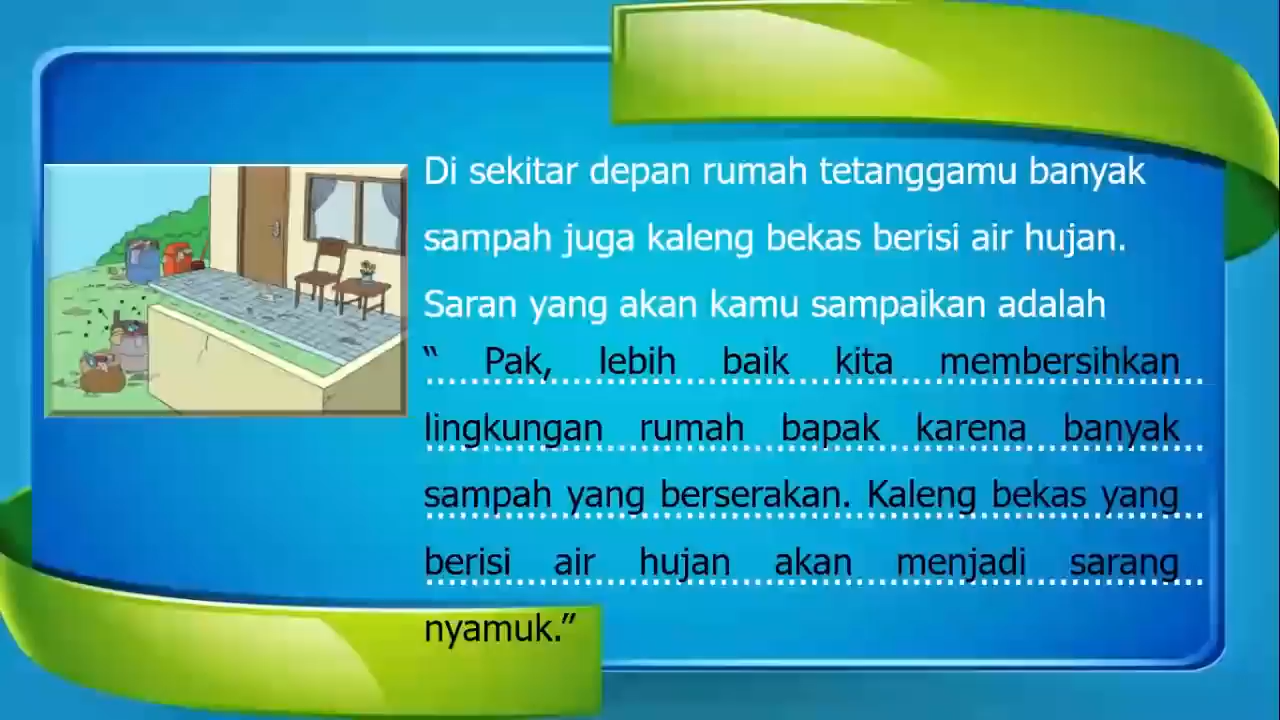 Di sekitar depan rumah tetanggamu banyak
sampah juga kaleng bekas berisi air hujan.
Saran yang akan kamu sampaikan adalah
“ Pak, lebih baik kita membersihkan
lingkungan rumah bapak karena banyak
sampah yang berserakan. Kaleng bekas yang
berisi air hujan akan menjadi sarang
nyamuk.”